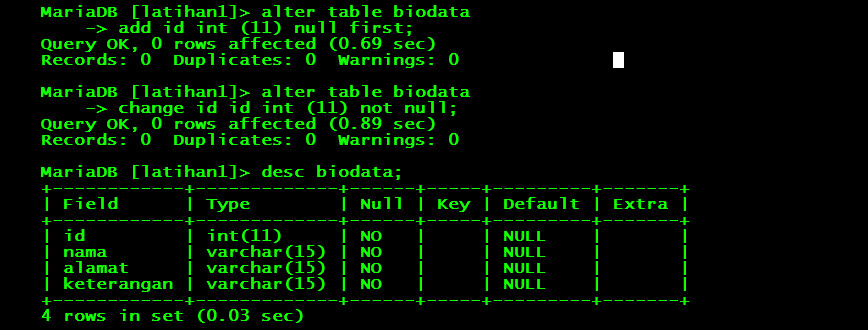 MariaDB [latihan1]> alter table biodata
    -> add id int (11) null first;
Query OK, 0 rows affected (0.69 sec)
Records: 0  Duplicates: 0  Warnings: 0
MariaDB [latihan1]> alter table biodata
    -> change id id int (11) not null;
Query OK, 0 rows affected (0.89 sec)
Records: 0  Duplicates: 0  Warnings: 0
MariaDB [latihan1]> desc biodata;
+------------+-------------+------+-----+---------+-------+
| Field      | Type        | Null | Key | Default | Extra |
+------------+-------------+------+-----+---------+-------+
| id         | int(11)     | NO   |     | NULL    |       |
| nama       | varchar(15) | NO   |     | NULL    |       |
| alamat     | varchar(15) | NO   |     | NULL    |       |
| keterangan | varchar(15) | NO   |     | NULL    |       |
+------------+-------------+------+-----+---------+-------+
4 rows in set (0.03 sec)